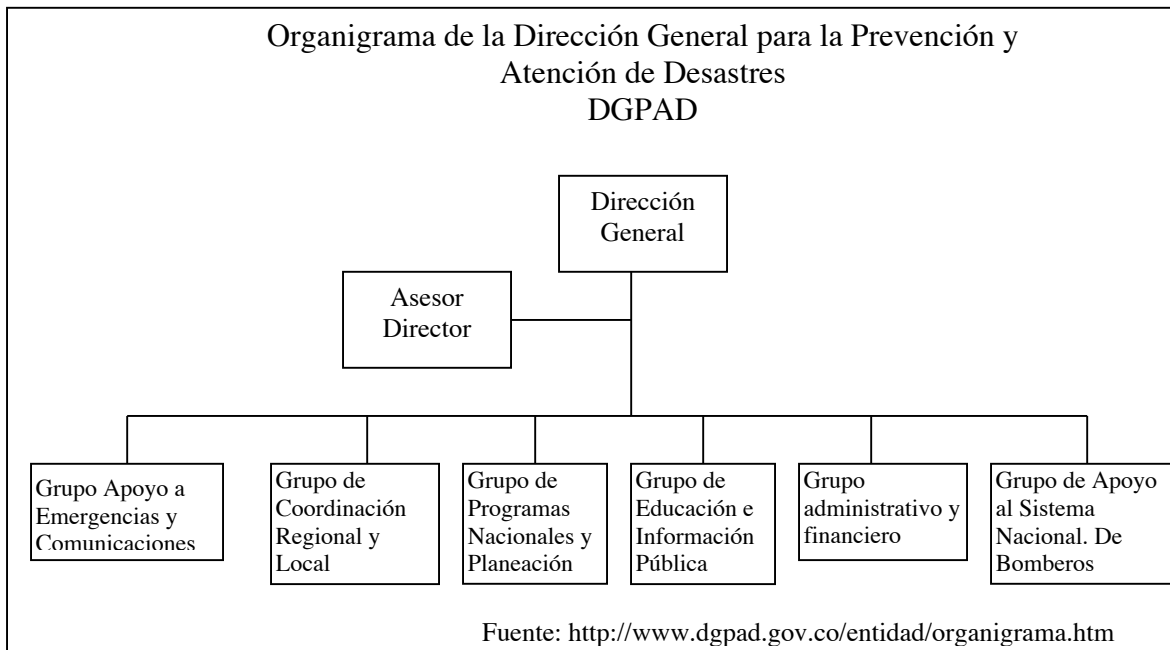 Organigrama de la Dirección General para la Prevención y
Atención de Desastres
DGPAD
Dirección
General
Asesor
Director
Grupo Apoyo a
Emergencias y
Comunicaciones
Grupo de
Coordinación
Regional y
Local
Grupo de
Programas
Nacionales y
Planeación
Grupo de
Educación e
Información
Pública
Grupo
administrativo y
financiero
Grupo de Apoyo
al Sistema
Nacional. De
Bomberos
Fuente: http://www.dgpad.gov.co/entidad/organigrama.htm